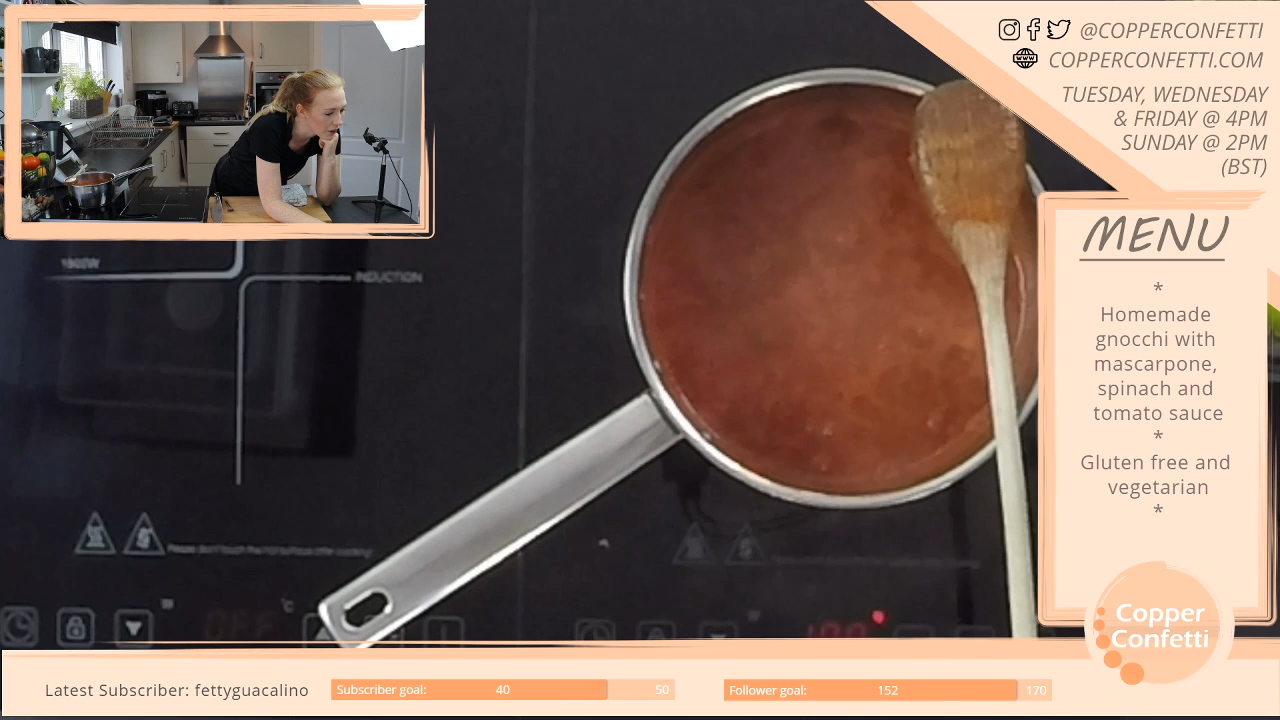 @COPPERCONFETTI
COPPERCONFETTI.COM
TUESDAY, WEDNESDAY
& FRIDAY @ 4PM
SUNDAY @ 2PM
(BST)
MENU
*
Homemade
gnocchi with
mascarpone,
spinach and
tomato sauce
*
Gluten free and
vegetarian
*
INDUCTION
OFF
°C
Copper
Confetti
Latest Subscriber: fettyguacalino
Subscriber goal: 40 50
Follower goal: 152 170